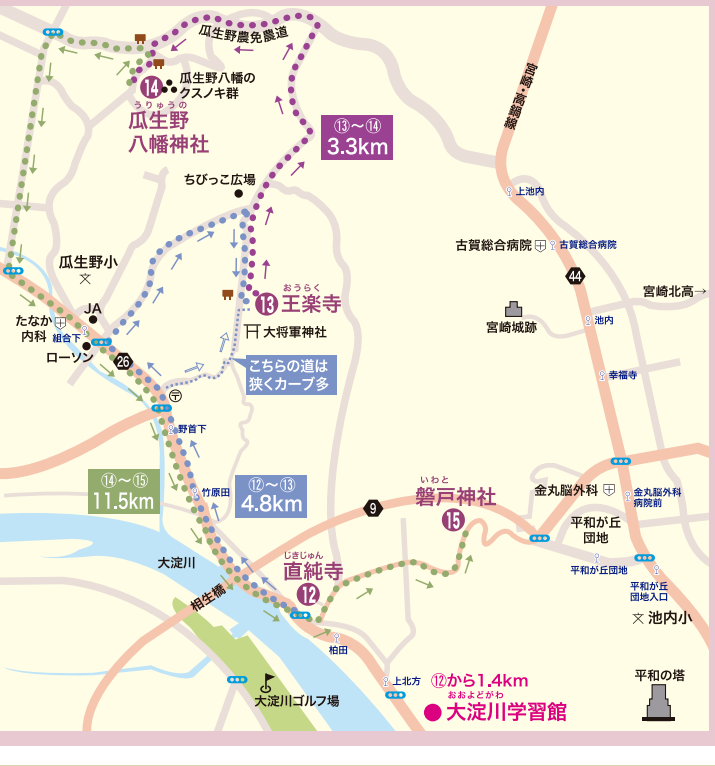 瓜生野農免農道
瓜生野八幡の
クスノキ群
⑭
うりゅうの
瓜生野
八幡神社
⑬〜⑭
3.3km
宮崎・高鍋線
ちびっこ広場
上池内
古賀総合病院
古賀総合病院
44
瓜生野小
文
宮崎北高→
おうらく
⑬王楽寺
JA
たなか
内科
組合下
ローソン
26
大将軍神社
宮崎城跡
池内
こちらの道は
狭くカーブ多
幸福寺
〒
野首下
⑭〜⑮
11.5km
竹原田
⑫〜⑬
4.8km
いわと
磐戸神社
⑮
9
金丸脳外科
金丸脳外科
病院前
平和が丘
団地
大淀川
じきじゅん
直純寺
⑫
平和が丘団地
平和が丘
団地入口
相生橋
文 池内小
柏田
上北方
⑫から1.4km
おおよどがわ
大淀川学習館
平和の塔
大淀川ゴルフ場